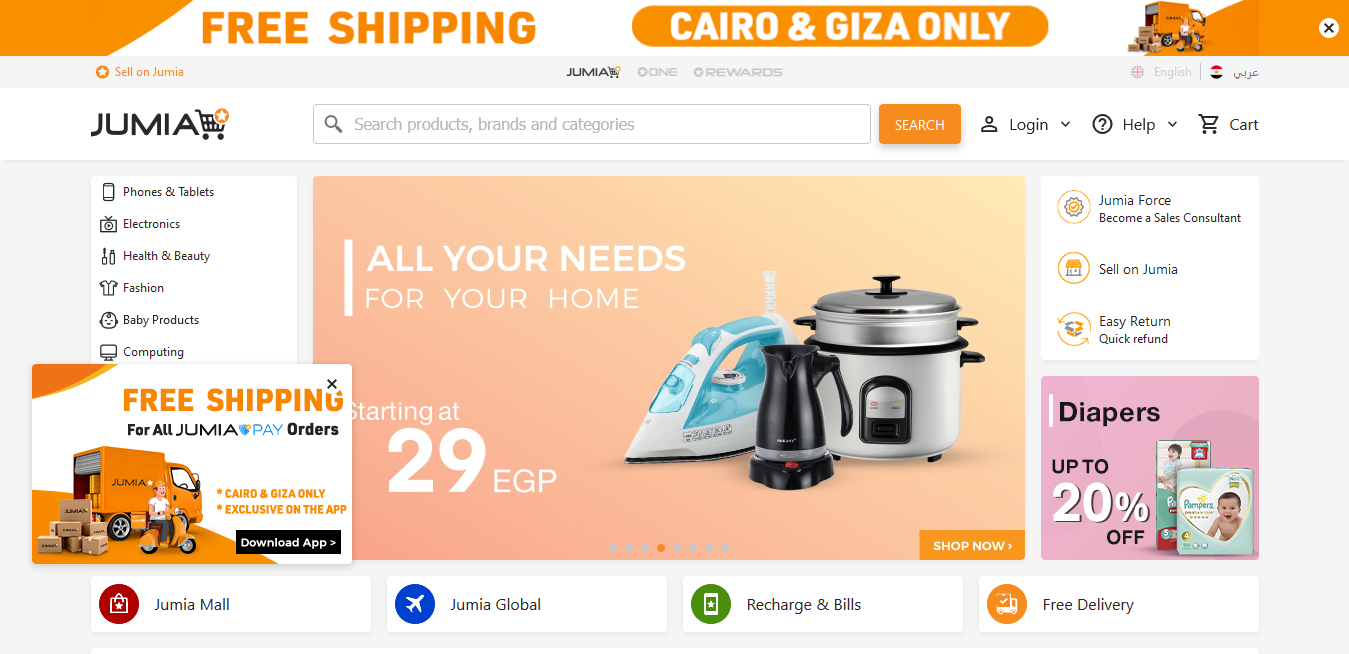 FREE SHIPPING CAIRO & GIZA ONLY
Sell on Jumia
JUMIA ONE REWARDS
English عربي
JUMIA
Search products, brands and categories
SEARCH
Login
Help
Cart
Phones & Tablets
Electronics
Health & Beauty
Fashion
Baby Products
Computing
FREE SHIPPING
For All JUMIA PAY Orders
JUMIA
* CAIRO & GIZA ONLY
* EXCLUSIVE ON THE APP
Download App >
ALL YOUR NEEDS
FOR YOUR HOME
Starting at
29 EGP
SHOP NOW ›
Jumia Force
Become a Sales Consultant
Sell on Jumia
Easy Return
Quick refund
Diapers
UP TO
20%
OFF
Pampers
Jumia Mall
Jumia Global
Recharge & Bills
Free Delivery